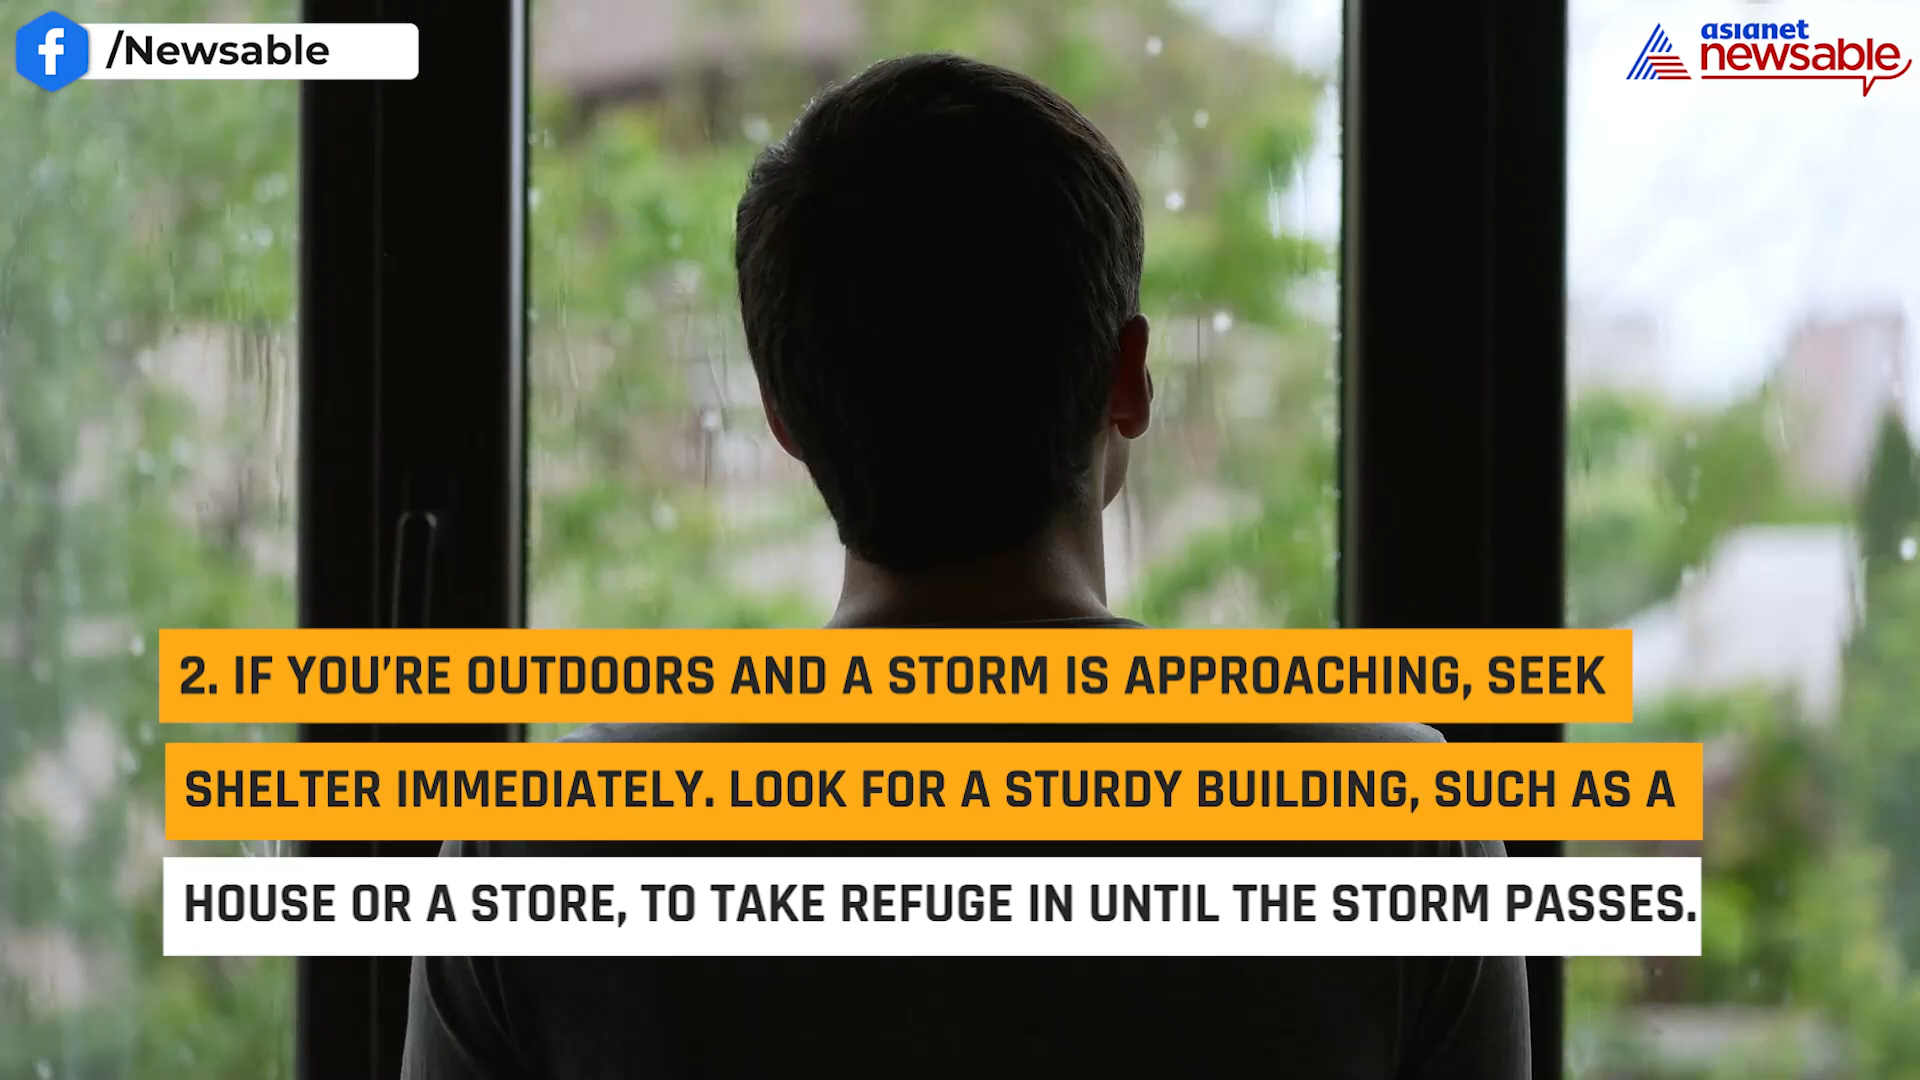 /Newsable
asianet
newsable
2. IF YOU'RE OUTDOORS AND A STORM IS APPROACHING, SEEK
SHELTER IMMEDIATELY. LOOK FOR A STURDY BUILDING, SUCH AS A
HOUSE OR A STORE, TO TAKE REFUGE IN UNTIL THE STORM PASSES.